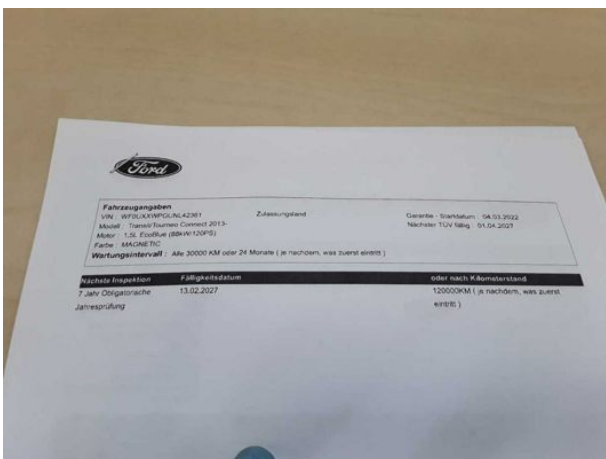 Ford
Fahrzeugangaben
VIN : WF0UXXWPGUNL42361 Zulassungsland Garantie - Startdatum : 04.03.2022
Modell : Transit/Tourneo Connect 2013- Nächster TÜV fällig : 01.04.2027
Motor : 1,5L EcoBlue (88kW/120PS)
Farbe : MAGNETIC
Wartungsintervall : Alle 30000 KM oder 24 Monate ( je nachdem, was zuerst eintritt )
Nächste Inspektion Fälligkeitsdatum oder nach Kilometerstand
7 Jahr Obligatorische 13.02.2027 120000KM ( je nachdem, was zuerst
Jahresprüfung eintritt )